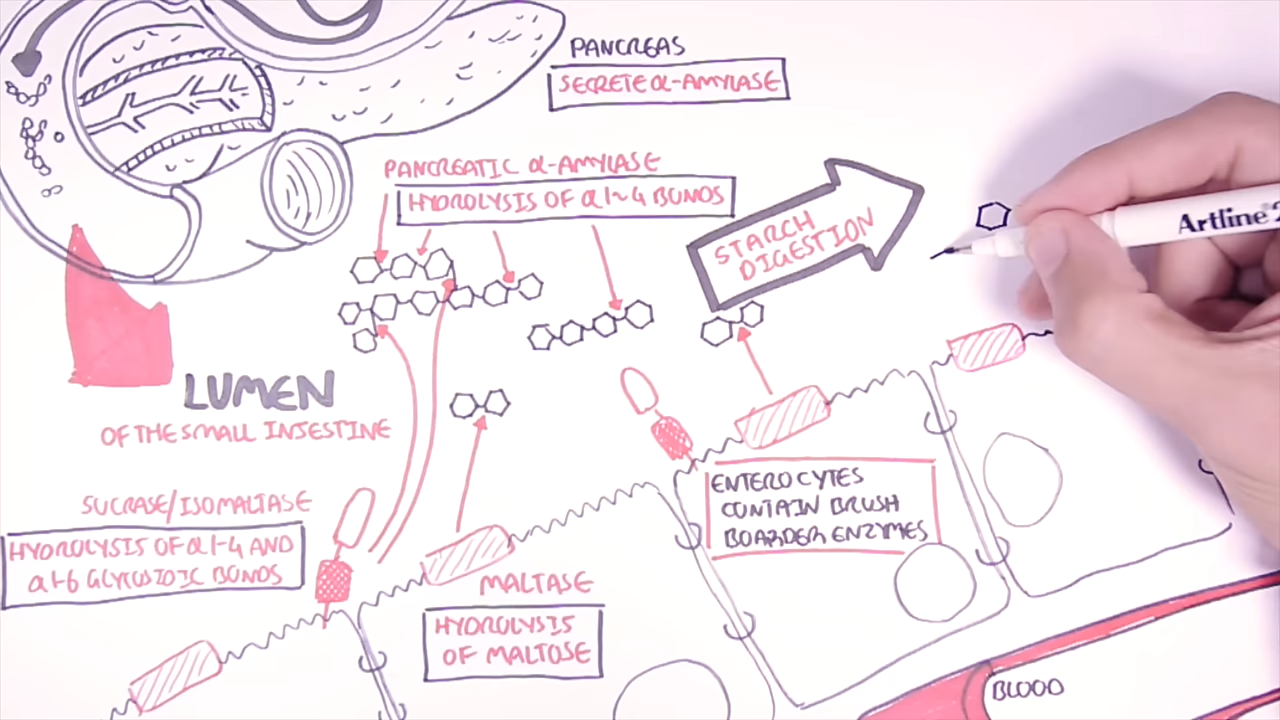 PANCREAS
SECRETE α-AMYLASE
PANCREATIC α-AMYLASE
HYDROLYSIS OF α1~4 BONDS
STARCH
DIGESTION
Artline
LUMEN
OF THE SMALL INTESTINE
SUCRASE/ISOMALTASE
HYDROLYSIS OF α1-4 AND
α1-6 GLYCOSIDIC BONDS
ENTEROCYTES
CONTAIN BRUSH
BOARDER ENZYMES
MALTASE
HYDROLYSIS
OF MALTOSE
BLOOD